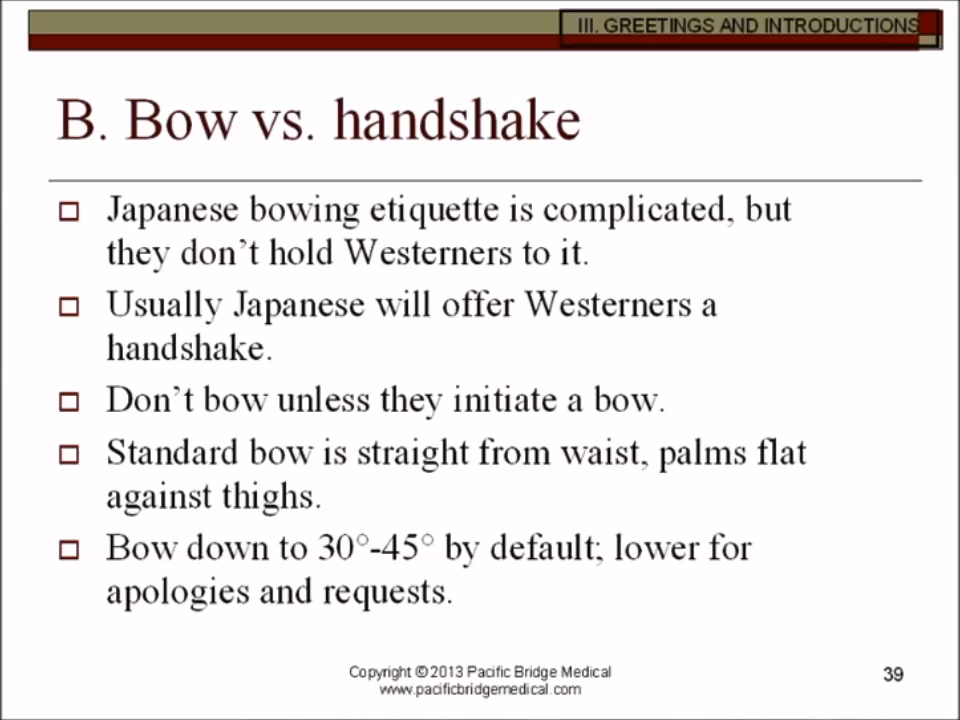 III. GREETINGS AND INTRODUCTIONS
B. Bow vs. handshake
Japanese bowing etiquette is complicated, but
they don't hold Westerners to it.
Usually Japanese will offer Westerners a
handshake.
Don't bow unless they initiate a bow.
Standard bow is straight from waist, palms flat
against thighs.
Bow down to 30°-45° by default; lower for
apologies and requests.
Copyright © 2013 Pacific Bridge Medical
www.pacificbridgemedical.com
39